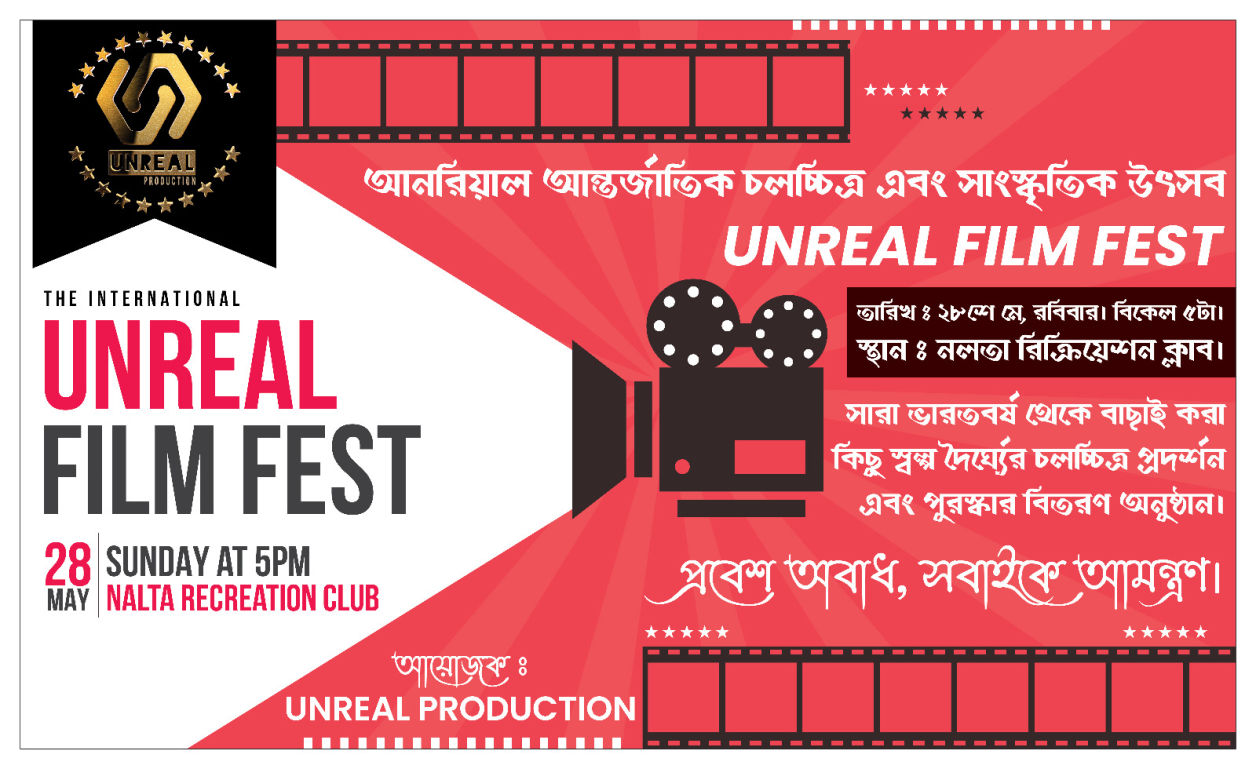 UNREAL
PRODUCTION
THE INTERNATIONAL
UNREAL
FILM FEST
28
MAY
SUNDAY AT 5PM
NALTA RECREATION CLUB
আনরিয়াল আন্তর্জাতিক চলচ্চিত্র এবং সাংস্কৃতিক উৎসব
UNREAL FILM FEST
তারিখ ঃ ২৮শে মে, রবিবার। বিকেল ৫টা।
স্থান ঃ নলতা রিক্রিয়েশন ক্লাব।
সারা ভারতবর্ষ থেকে বাছাই করা
কিছু স্বল্প দৈর্ঘ্যের চলচ্চিত্র প্রদর্শন
এবং পুরস্কার বিতরণ অনুষ্ঠান।
প্রবেশ অবাধ, সবাইকে আমন্ত্রণ।
আয়োজক ঃ
UNREAL PRODUCTION